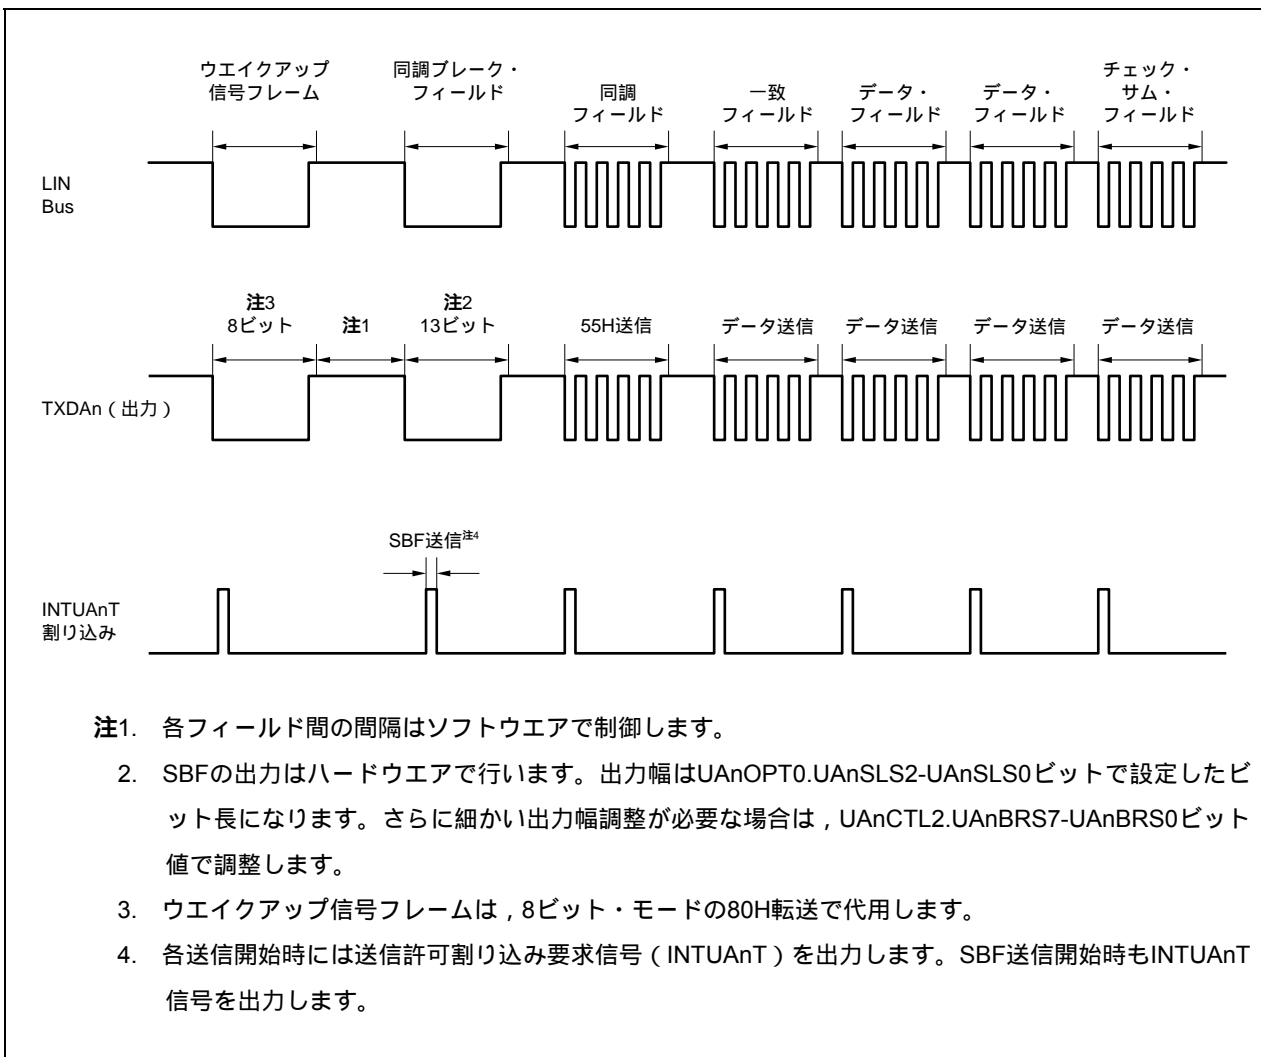 ウエイクアップ
信号フレーム
同調ブレーク・
フィールド
同調
フィールド
一致
フィールド
データ・
フィールド
データ・
フィールド
チェック・
サム・
フィールド
LIN
Bus
注3
8ビット
注1
注2
13ビット
55H送信
データ送信
データ送信
データ送信
データ送信
TXDAn（出力）
SBF送信注4
INTUAnT
割り込み
注1. 各フィールド間の間隔はソフトウエアで制御します。
2. SBFの出力はハードウエアで行います。出力幅はUAnOPT0.UAnSLS2-UAnSLS0ビットで設定したビ
ット長になります。さらに細かい出力幅調整が必要な場合は，UAnCTL2.UAnBRS7-UAnBRS0ビット
値で調整します。
3. ウエイクアップ信号フレームは，8ビット・モードの80H転送で代用します。
4. 各送信開始時には送信許可割り込み要求信号（INTUAnT）を出力します。SBF送信開始時もINTUAnT
信号を出力します。